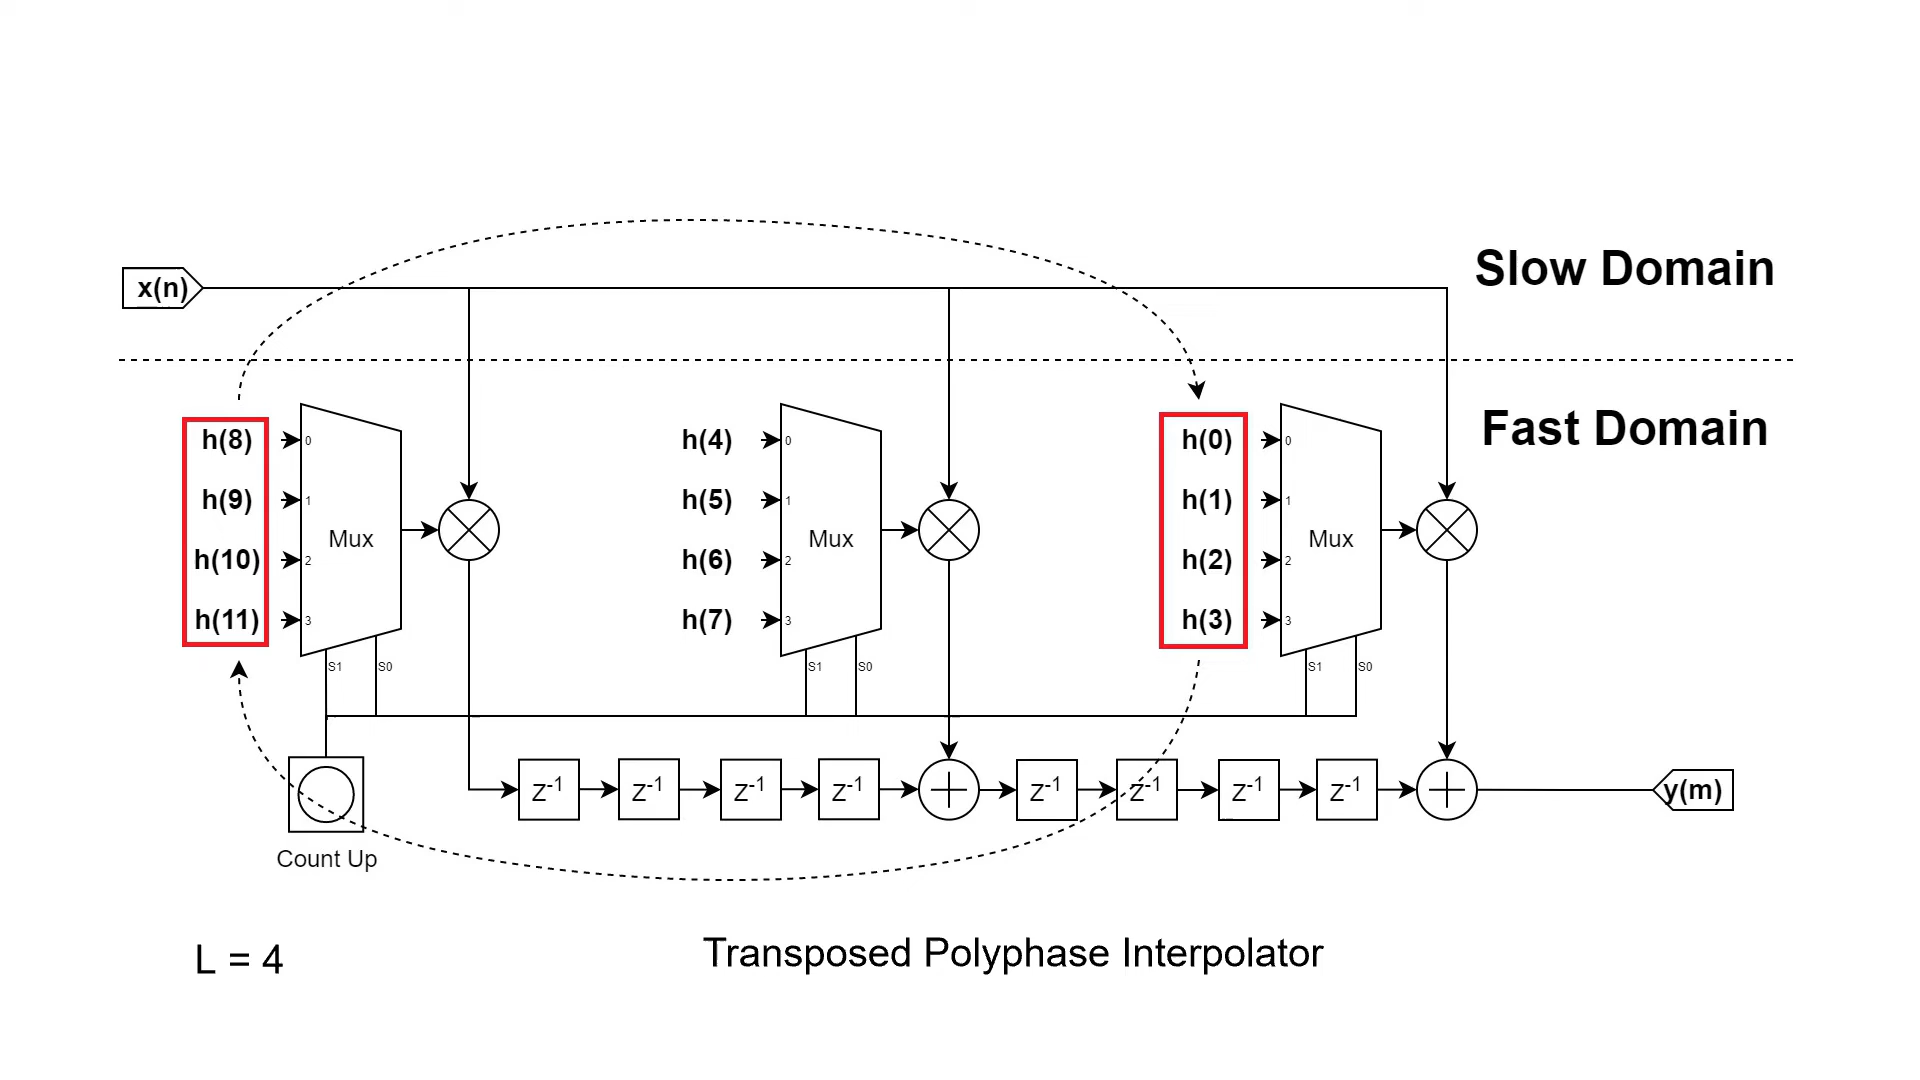 Slow Domain
x(n)
Fast Domain
h(8) 0 h(4) 0 h(0) 0
h(9) 1 h(5) 1 h(1) 1
Mux Mux Mux
h(10) 2 h(6) 2 h(2) 2
h(11) 3 h(7) 3 h(3) 3
S1 S0 S1 S0 S1 S0
Z-1 Z-1 Z-1 Z-1 Z-1 Z-1 Z-1 Z-1 y(m)
Count Up
L = 4
Transposed Polyphase Interpolator